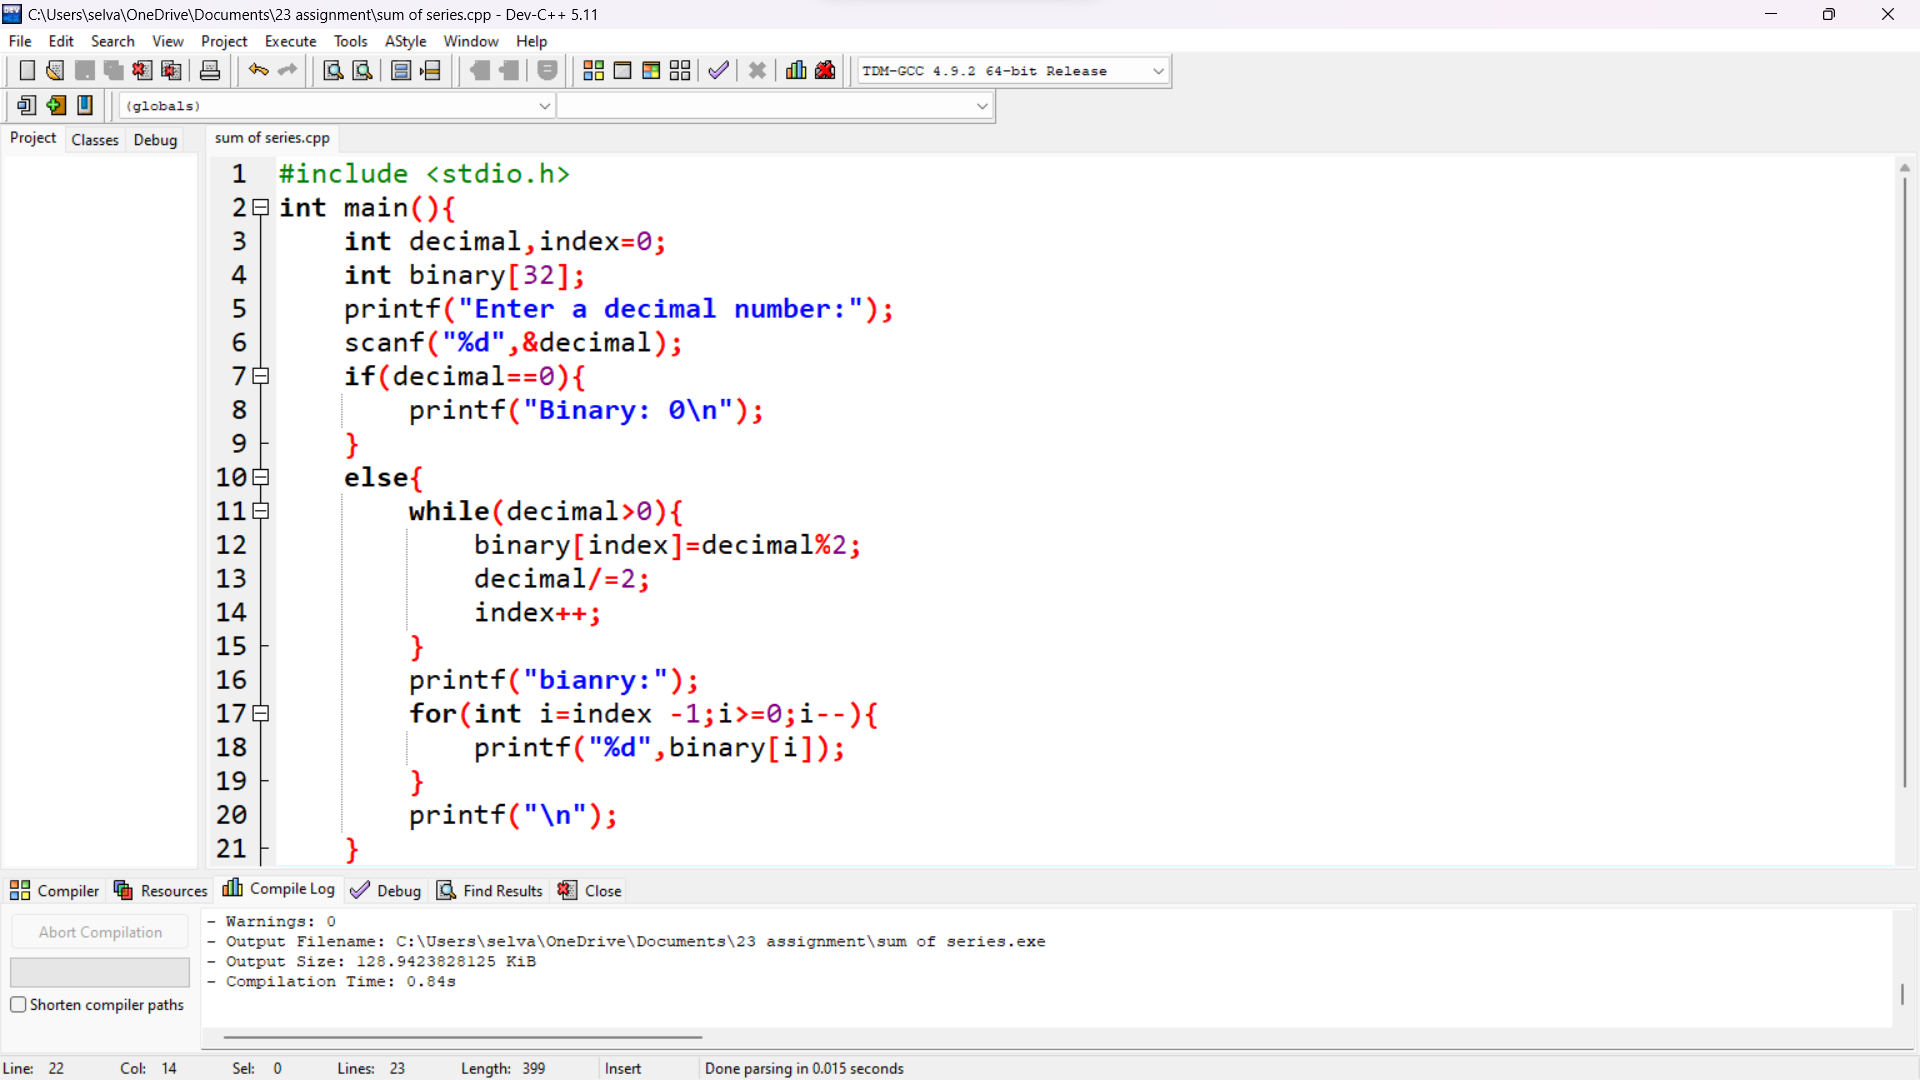 C:\Users\selva\OneDrive\Documents\23 assignment\sum of series.cpp - Dev-C++ 5.11
File Edit Search View Project Execute Tools AStyle Window Help
TDM-GCC 4.9.2 64-bit Release
(globals)
Project Classes Debug sum of series.cpp
1 #include <stdio.h>
2 int main(){
3 int decimal,index=0;
4 int binary[32];
5 printf("Enter a decimal number:");
6 scanf("%d",&decimal);
7 if(decimal==0){
8 printf("Binary: 0\n");
9 }
10 else{
11 while(decimal>0){
12 binary[index]=decimal%2;
13 decimal/=2;
14 index++;
15 }
16 printf("bianry:");
17 for(int i=index -1;i>=0;i--){
18 printf("%d",binary[i]);
19 }
20 printf("\n");
21 }
Compiler Resources Compile Log Debug Find Results Close
Abort Compilation
Shorten compiler paths
- Warnings: 0
- Output Filename: C:\Users\selva\OneDrive\Documents\23 assignment\sum of series.exe
- Output Size: 128.9423828125 KiB
- Compilation Time: 0.84s
Line: 22 Col: 14 Sel: 0 Lines: 23 Length: 399 Insert Done parsing in 0.015 seconds